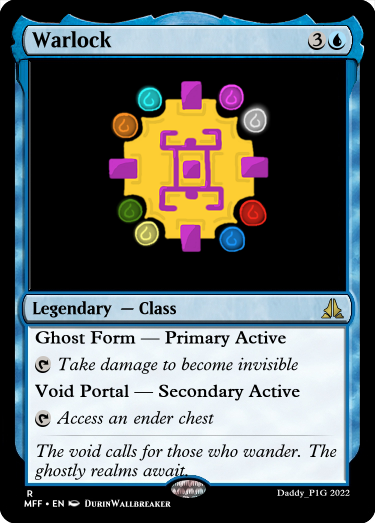 Warlock 3
Legendary — Class
Ghost Form — Primary Active
Take damage to become invisible
Void Portal — Secondary Active
Access an ender chest
The void calls for those who wander. The
ghostly realms await.
R
MFF • EN DurinWallbreaker
Daddy_P1G 2022